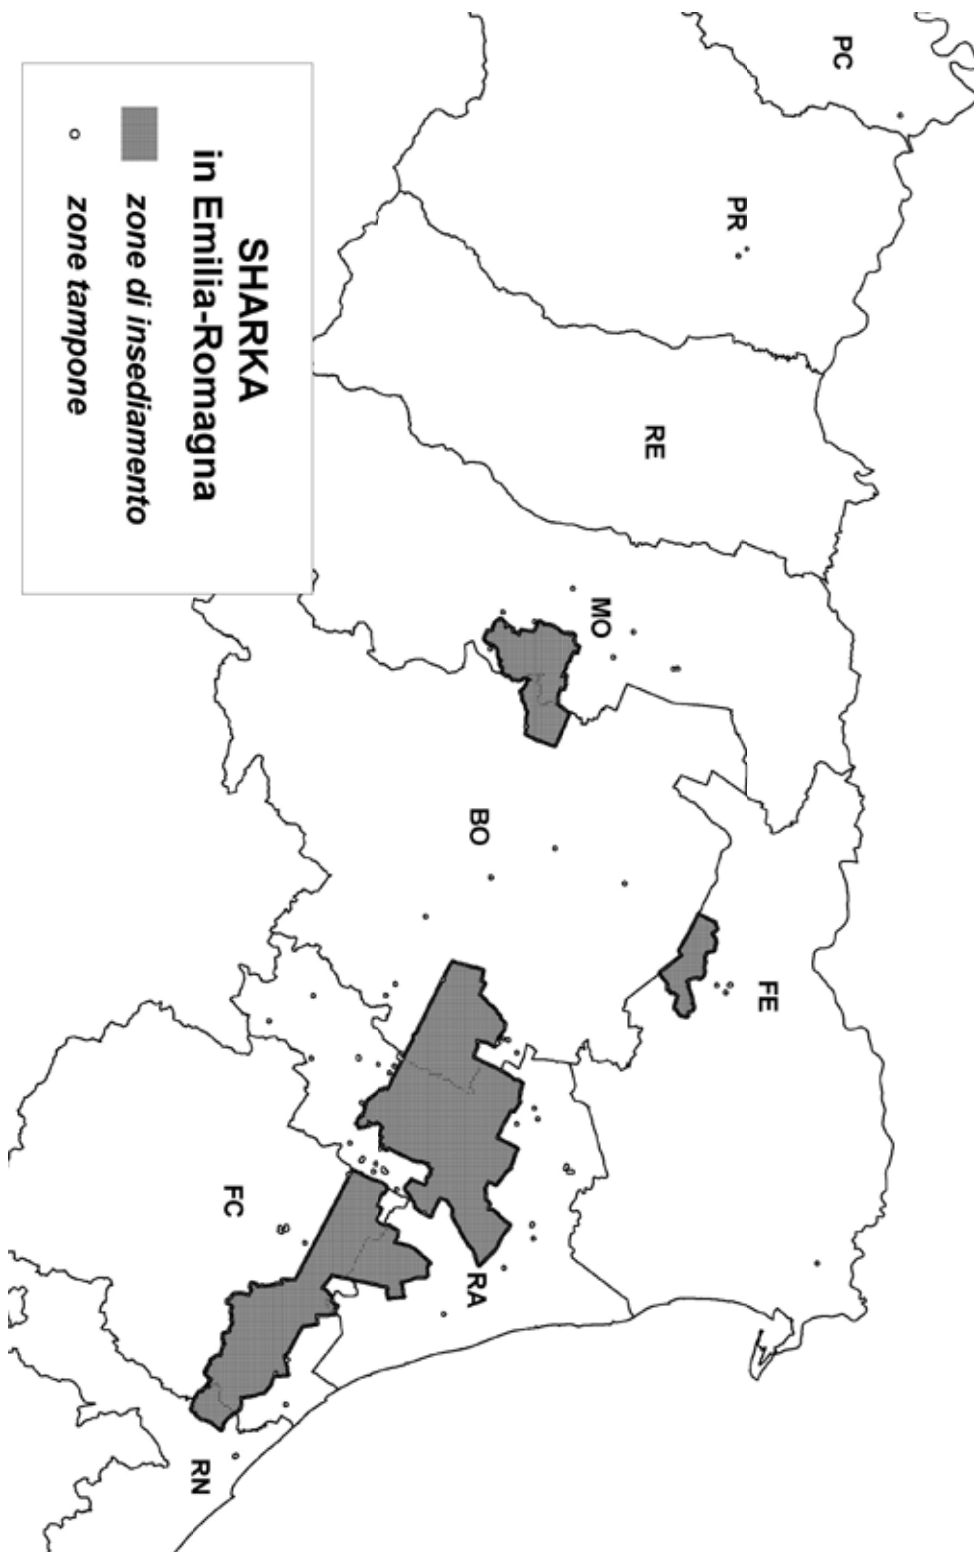 PC
PR
RE
MO
BO
FE
RA
FC
RN
SHARKA
in Emilia-Romagna
zone di insediamento
zone tampone